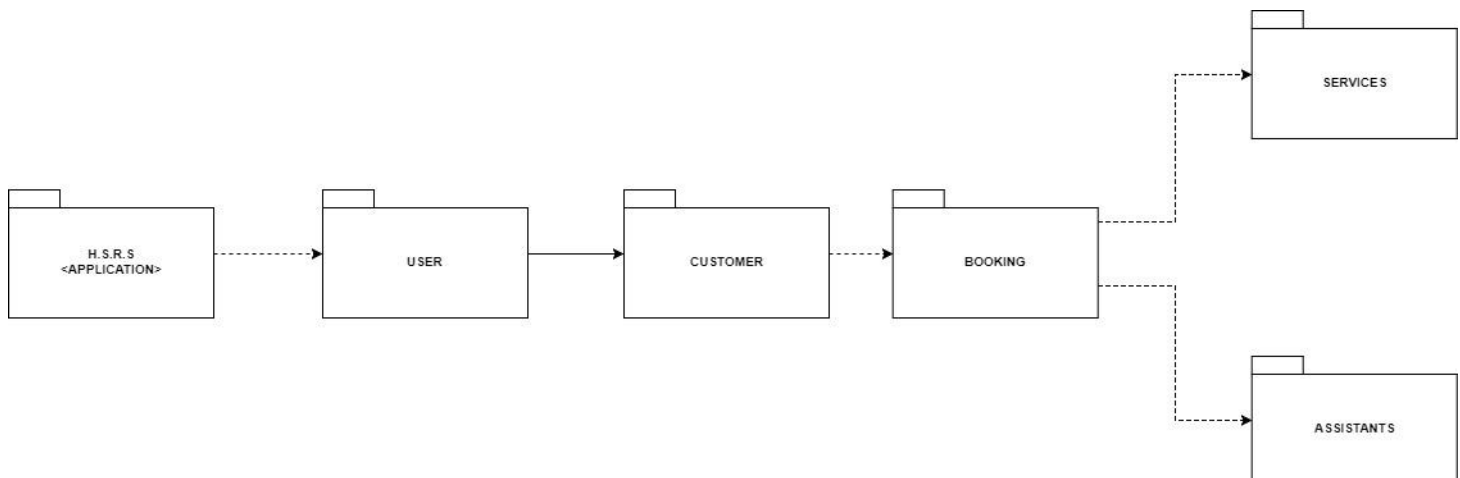 SERVICES
H.S.R.S
<APPLICATION>
USER
CUSTOMER
BOOKING
ASSISTANTS